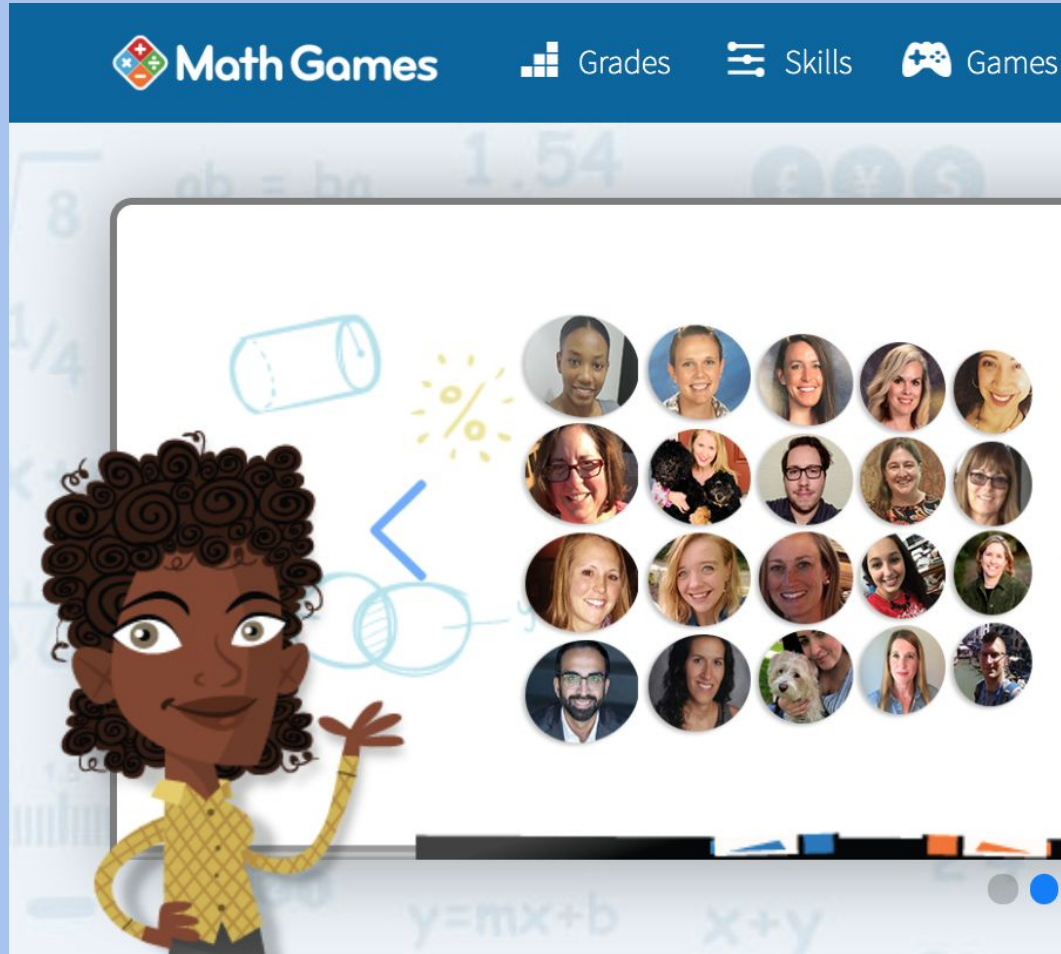 Math Games Grades Skills Games
1.54
8 ab = ba £ ¥ $
1/4
%
y=mx+b x+y